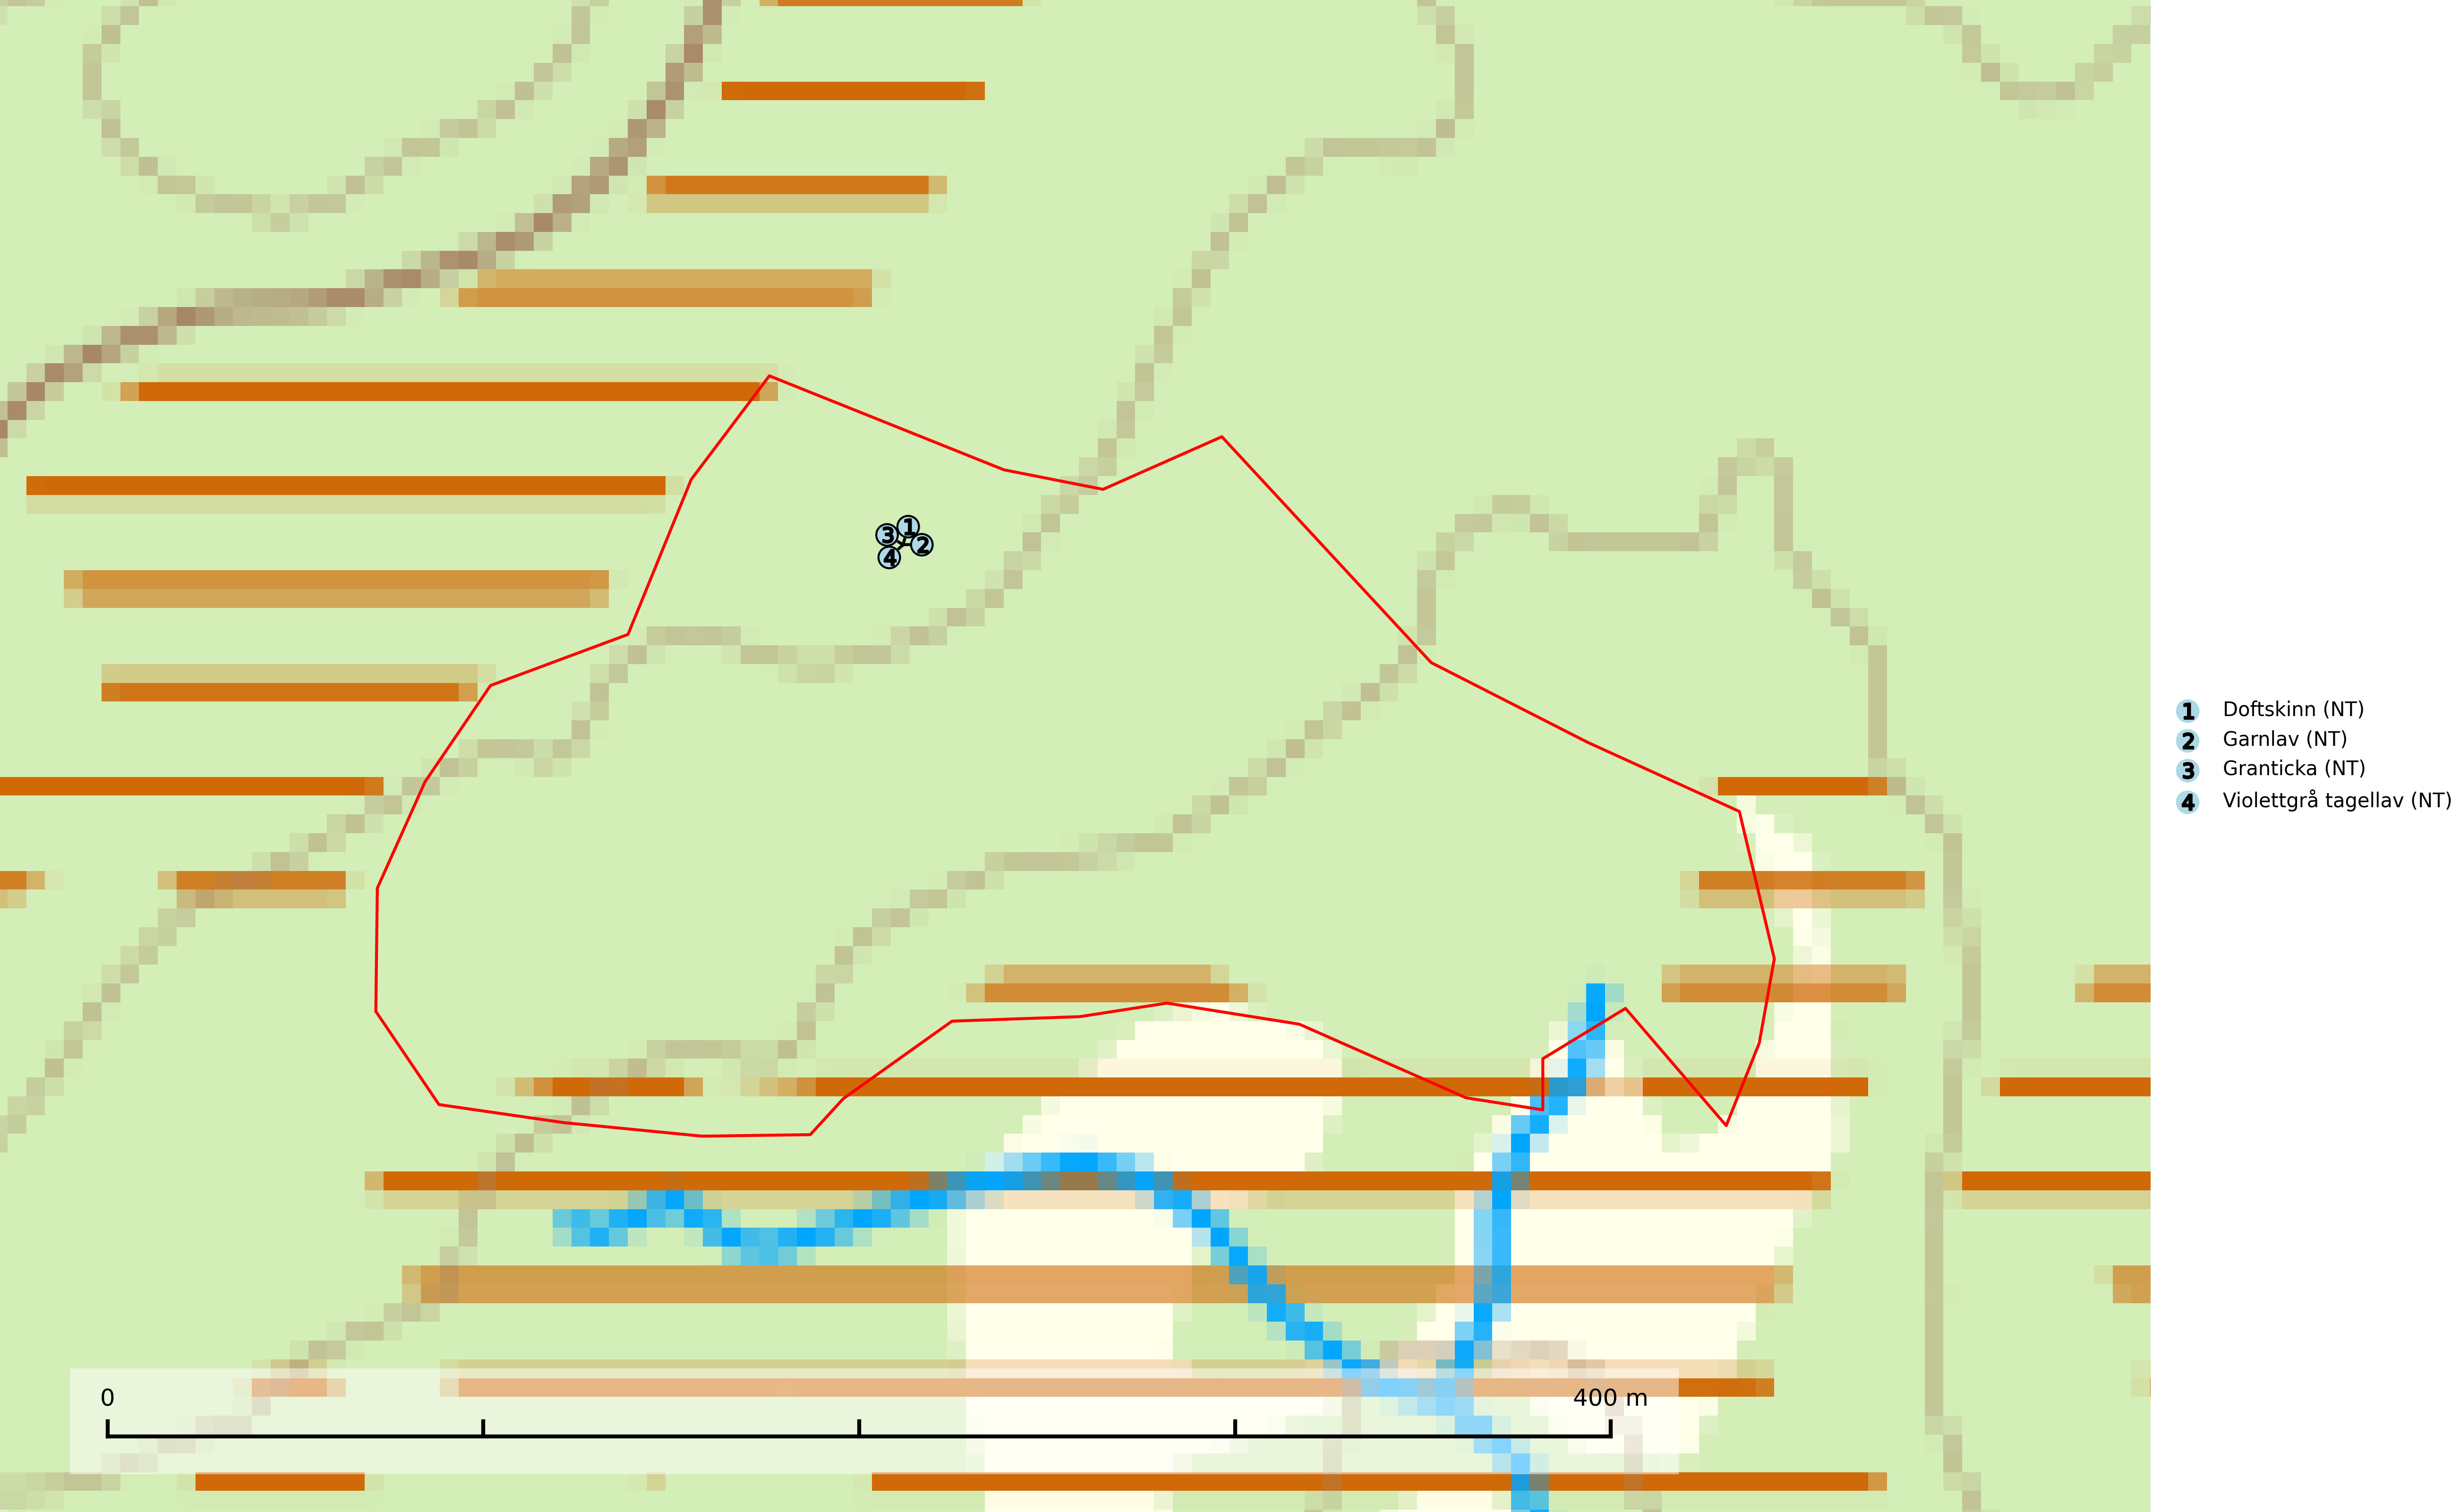 1
3
2
4
1 Doftskinn (NT)
2 Garnlav (NT)
3 Granticka (NT)
4 Violettgrå tagellav (NT)
0 400 m